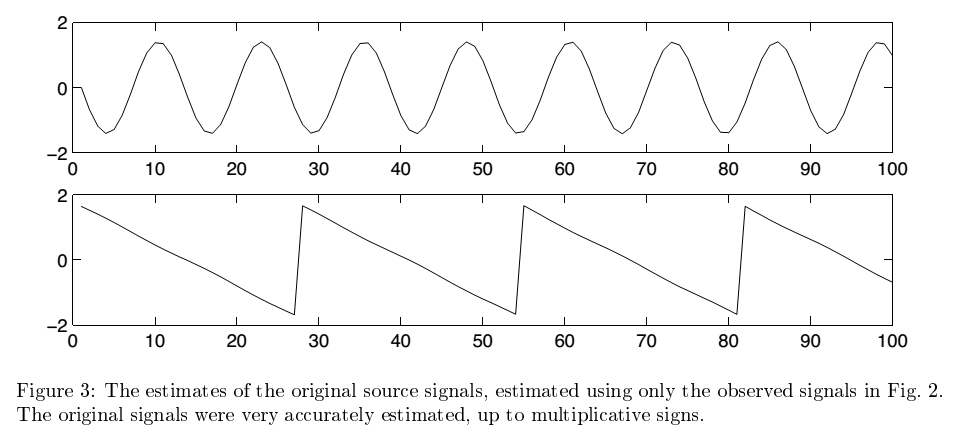 2
0
−2
0 10 20 30 40 50 60 70 80 90 100
2
0
−2
0 10 20 30 40 50 60 70 80 90 100
Figure 3: The estimates of the original source signals, estimated using only the observed signals in Fig. 2.
The original signals were very accurately estimated, up to multiplicative signs.